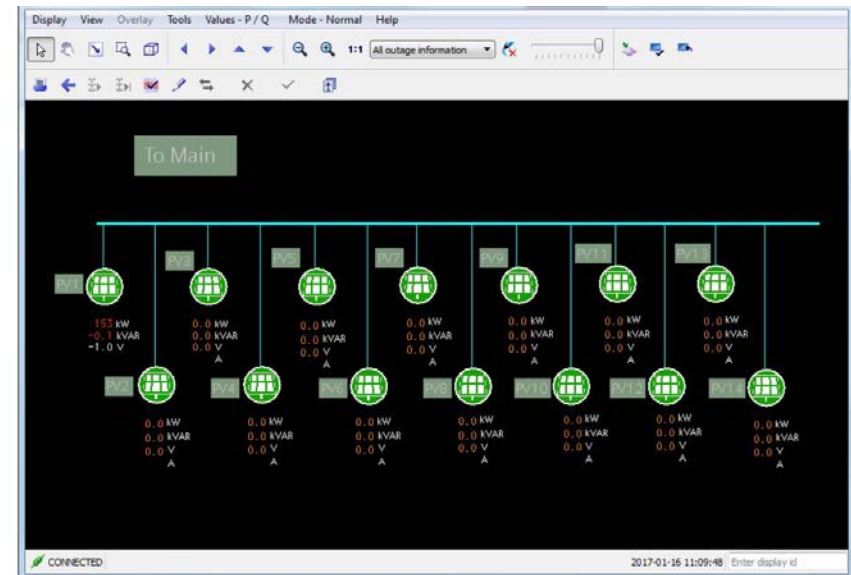 Display View Overlay Tools Values - P / Q Mode - Normal Help
1:1 All outage information
To Main
PV1 PV3 PV5 PV7 PV9 PV11 PV13
153 kW 0.0 kW 0.0 kW 0.0 kW 0.0 kW 0.0 kW 0.0 kW
-0.1 kVAR 0.0 kVAR 0.0 kVAR 0.0 kVAR 0.0 kVAR 0.0 kVAR 0.0 kVAR
-1.0 V 0.0 V 0.0 V 0.0 V 0.0 V 0.0 V 0.0 V
A A A A A A
PV2 PV4 PV6 PV8 PV10 PV12 PV14
0.0 kW 0.0 kW 0.0 kW 0.0 kW 0.0 kW 0.0 kW 0.0 kW
0.0 kVAR 0.0 kVAR 0.0 kVAR 0.0 kVAR 0.0 kVAR 0.0 kVAR 0.0 kVAR
0.0 V 0.0 V 0.0 V 0.0 V 0.0 V 0.0 V 0.0 V
A A A A A A A
CONNECTED 2017-01-16 11:09:48 Enter display id